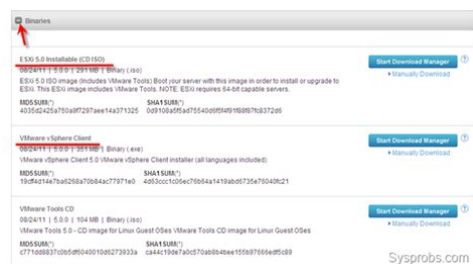 Binaries
ESXi 5.0 Installable (CD ISO)
08/24/11 | 5.0.0 | 291 MB | Binary (.iso)
ESXi 5.0 ISO image (Includes VMware Tools) Boot your server with this image in order to install or upgrade to
ESXi. This ESXi image includes VMware Tools. NOTE: ESXi requires 64-bit capable servers.
MD5SUM(*) SHA1SUM(*)
Start Download Manager
Manually Download
VMware vSphere Client
08/24/11 | 5.0.0 | 351 MB | Binary (.exe)
VMware vSphere Client 5.0 VMware vSphere Client installer (all languages included)
MD5SUM(*) SHA1SUM(*)
Start Download Manager
Manually Download
VMware Tools CD
08/24/11 | 5.0.0 | 104 MB | Binary (.iso)
VMware Tools 5.0 - CD image for Linux Guest OSes VMware Tools CD image for Linux Guest OSes
MD5SUM(*) SHA1SUM(*)
Start Download Manager
Manually Download
Sysprobs.com